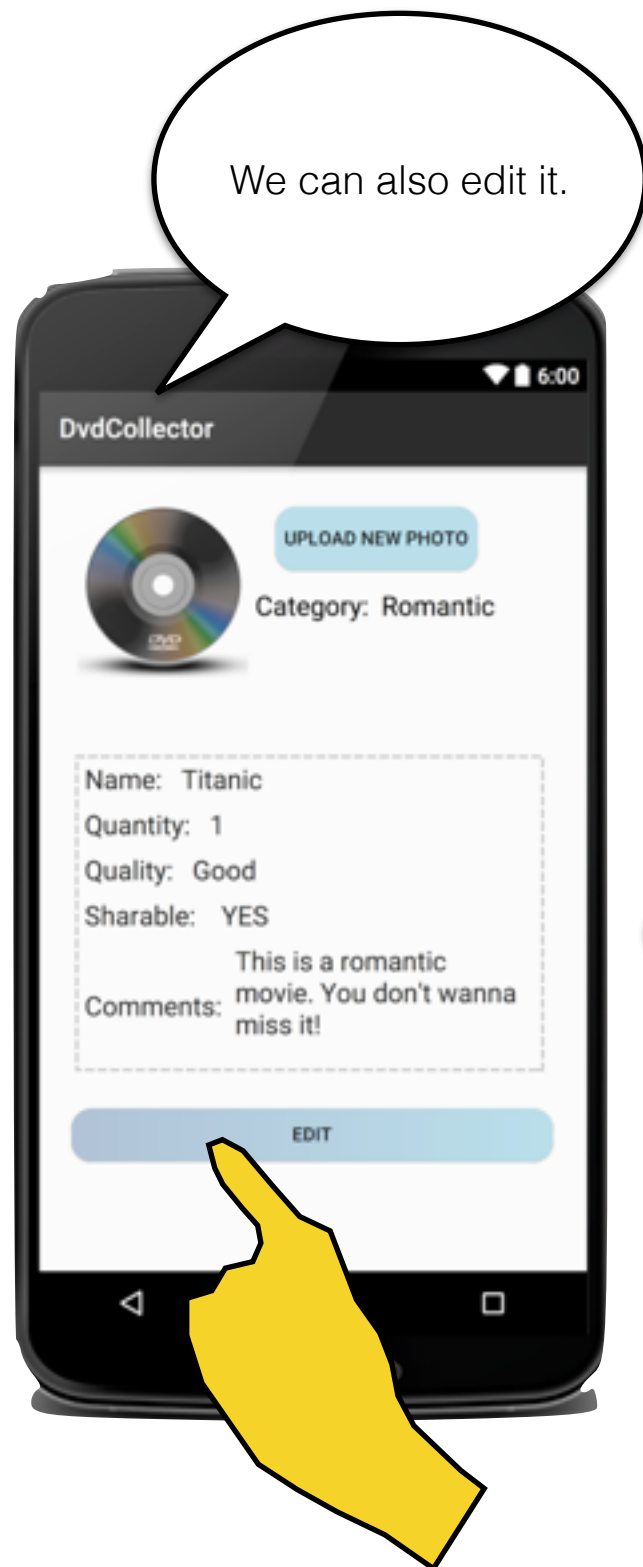 We can also edit it.
6:00
DvdCollector
UPLOAD NEW PHOTO
Category: Romantic
DVD
Name: Titanic
Quantity: 1
Quality: Good
Sharable: YES
This is a romantic
Comments: movie. You don't wanna
miss it!
EDIT